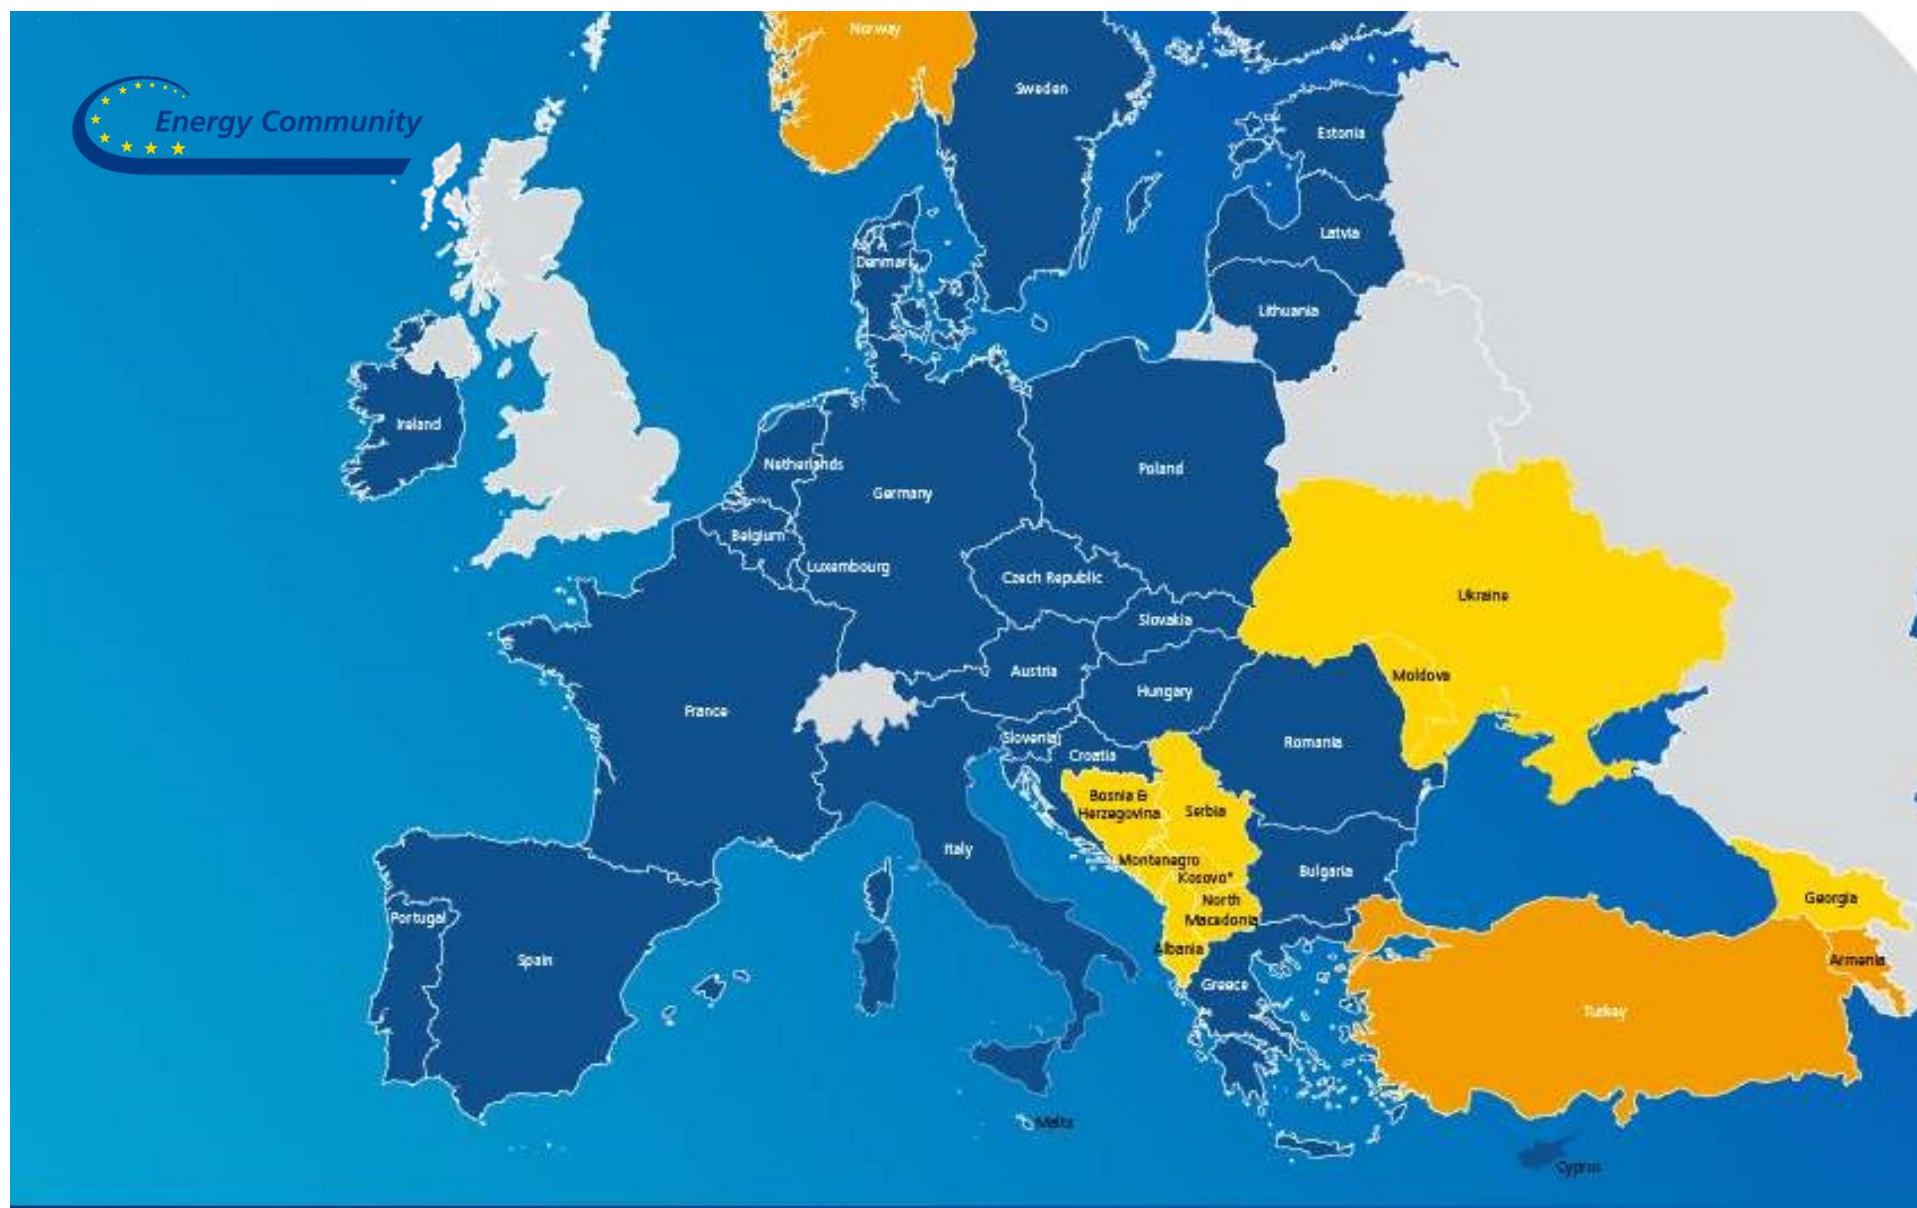 Norway
Energy Community
Sweden
Estonia
Latvia
Denmark
Lithuania
Ireland
Netherlands
Poland
Germany
Belgium
Luxembourg
Czech Republic
Ukraine
Slovakia
Austria
Moldova
Hungary
France
Slovenia
Romania
Croatia
Bosnia &
Herzegovina
Serbia
Italy
Montenegro
Bulgaria
Kosovo*
Georgia
North
Macedonia
Portugal
Albania
Spain
Armenia
Greece
Turkey
Malta
Cyprus